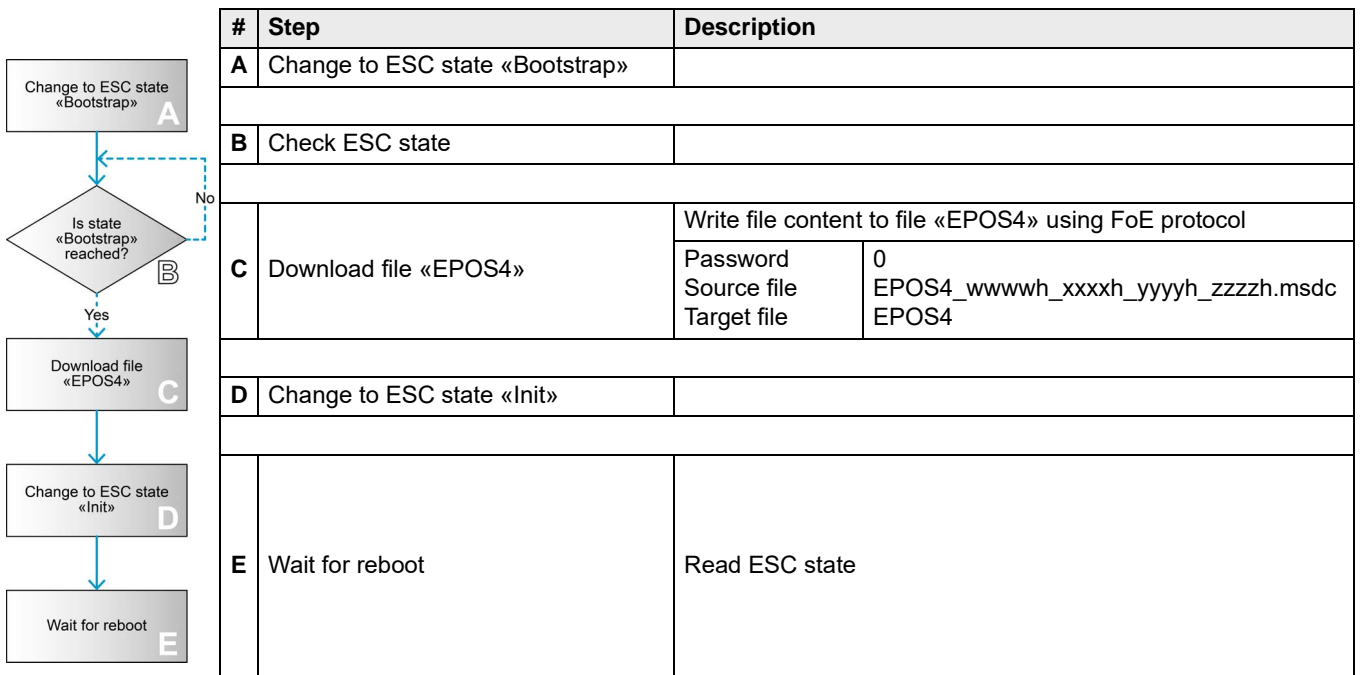 Change to ESC state
«Bootstrap»
A
No
Is state
«Bootstrap»
reached?
B
Yes
Download file
«EPOS4»
C
Change to ESC state
«Init»
D
Wait for reboot
E
# Step Description
A Change to ESC state «Bootstrap»
B Check ESC state
C Download file «EPOS4»
Write file content to file «EPOS4» using FoE protocol
Password 0
Source file EPOS4_wwwwh_xxxxh_yyyyh_zzzzh.msdc
Target file EPOS4
D Change to ESC state «Init»
E Wait for reboot Read ESC state